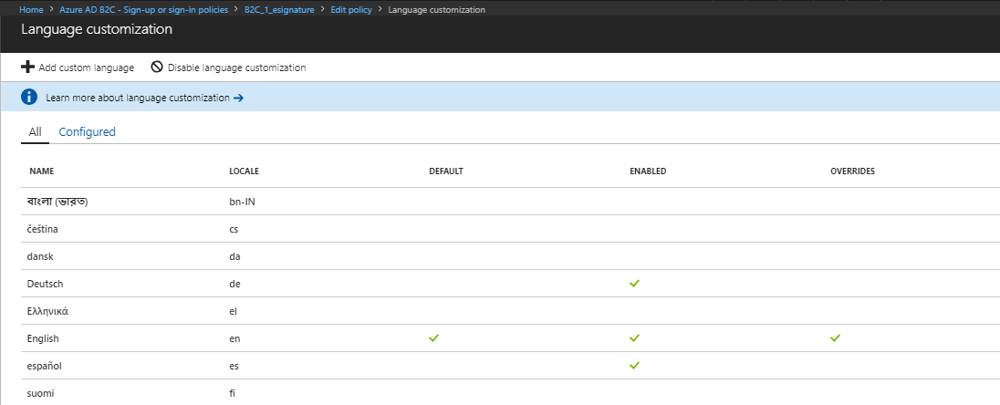 Home > Azure AD B2C - Sign-up or sign-in policies > B2C_1_esignature > Edit policy > Language customization
Language customization
Add custom language Disable language customization
Learn more about language customization →
All Configured
NAME LOCALE DEFAULT ENABLED OVERRIDES
বাংলা (ভারত) bn-IN
čeština cs
dansk da
Deutsch de ✓
Ελληνικά el
English en ✓ ✓ ✓
español es ✓
suomi fi